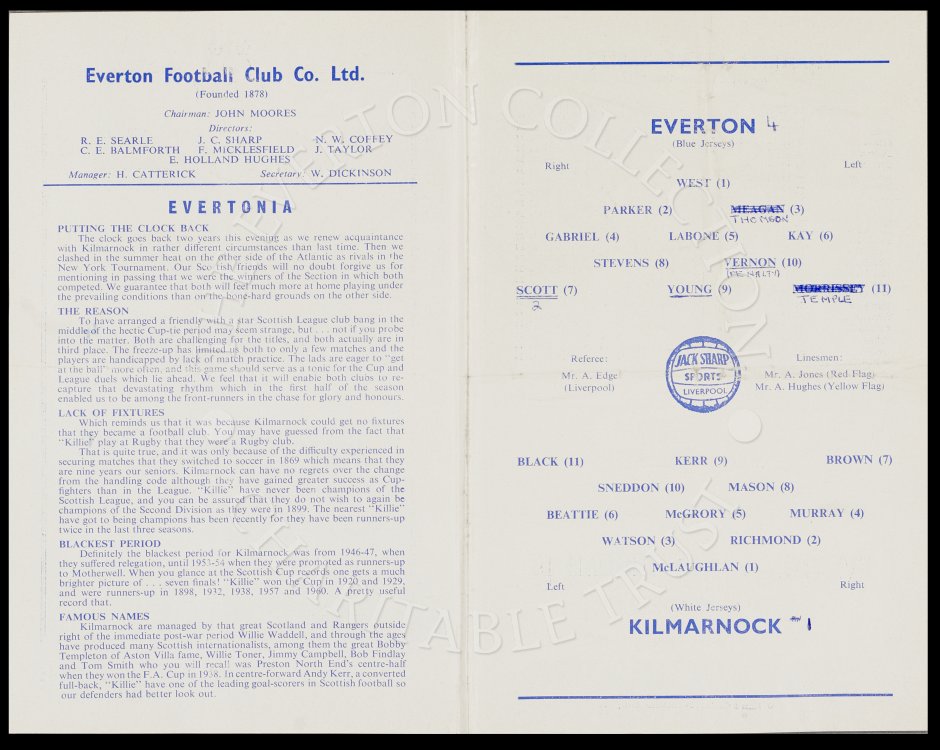 Everton Football Club Co. Ltd.
(Founded 1878)
Chairman: JOHN MOORES
Directors:
R. E. SEARLE J. C. SHARP N. W. COFFEY
C. E. BALMFORTH F. MICKLESFIELD J. TAYLOR
E. HOLLAND HUGHES
Manager: H. CATTERICK Secretary: W. DICKINSON
EVERTONIA
PUTTING THE CLOCK BACK
The clock goes back two years this evening as we renew acquaintance
with Kilmarnock in rather different circumstances than last time. Then we
clashed in the summer heat on the other side of the Atlantic as rivals in the
New York Tournament. Our Scottish friends will no doubt forgive us for
mentioning in passing that we were the winners of the Section in which both
competed. We guarantee that both will feel much more at home playing under
the prevailing conditions than on the bone-hard grounds on the other side.
THE REASON
To have arranged a friendly with a star Scottish League club bang in the
middle of the hectic Cup-tie period may seem strange, but . . . not if you probe
into the matter. Both are challenging for the titles, and both actually are in
third place. The freeze-up has limited us both to only a few matches and the
players are handicapped by lack of match practice. The lads are eager to "get
at the ball" more often, and this game should serve as a tonic for the Cup and
League duels which lie ahead. We feel that it will enable both clubs to re-
capture that devastating rhythm which in the first half of the season
enabled us to be among the front-runners in the chase for glory and honours.
LACK OF FIXTURES
Which reminds us that it was because Kilmarnock could get no fixtures
that they became a football club. You may have guessed from the fact that
"Killie" play at Rugby that they were a Rugby club.
That is quite true, and it was only because of the difficulty experienced in
securing matches that they switched to soccer in 1869 which means that they
are nine years our seniors. Kilmarnock can have no regrets over the change
from the handling code although they have gained greater success as Cup-
fighters than in the League. "Killie" have never been champions of the
Scottish League, and you can be assured that they do not wish to again be
champions of the Second Division as they were in 1899. The nearest "Killie"
have got to being champions has been recently for they have been runners-up
twice in the last three seasons.
BLACKEST PERIOD
Definitely the blackest period for Kilmarnock was from 1946-47, when
they suffered relegation, until 1953-54 when they were promoted as runners-up
to Motherwell. When you glance at the Scottish Cup records one gets a much
brighter picture of . . . seven finals! "Killie" won the Cup in 1920 and 1929,
and were runners-up in 1898, 1932, 1938, 1957 and 1960. A pretty useful
record that.
FAMOUS NAMES
Kilmarnock are managed by that great Scotland and Rangers outside
right of the immediate post-war period Willie Waddell, and through the ages
have produced many Scottish internationalists, among them the great Bobby
Templeton of Aston Villa fame, Willie Toner, Jimmy Campbell, Bob Findlay
and Tom Smith who you will recall was Preston North End's centre-half
when they won the F.A. Cup in 1938. In centre-forward Andy Kerr, a converted
full-back, "Killie" have one of the leading goal-scorers in Scottish football so
our defenders had better look out.
EVERTON 4
(Blue Jerseys)
Right Left
WEST (1)
PARKER (2) MEAGAN (3)
THOMSON
GABRIEL (4) LABONE (5) KAY (6)
STEVENS (8) VERNON (10)
(PENALTY)
SCOTT (7) YOUNG (9) MORRISSEY (11)
2 TEMPLE
Referee: Linesmen:
Mr. A. Edge Mr. A. Jones (Red Flag)
(Liverpool) Mr. A. Hughes (Yellow Flag)
JACK SHARP
SPORTS
LIVERPOOL
BLACK (11) KERR (9) BROWN (7)
SNEDDON (10) MASON (8)
BEATTIE (6) McGRORY (5) MURRAY (4)
WATSON (3) RICHMOND (2)
McLAUGHLAN (1)
Left Right
(White Jerseys)
KILMARNOCK 1
EVERTON COLLECTION CHARITABLE TRUST